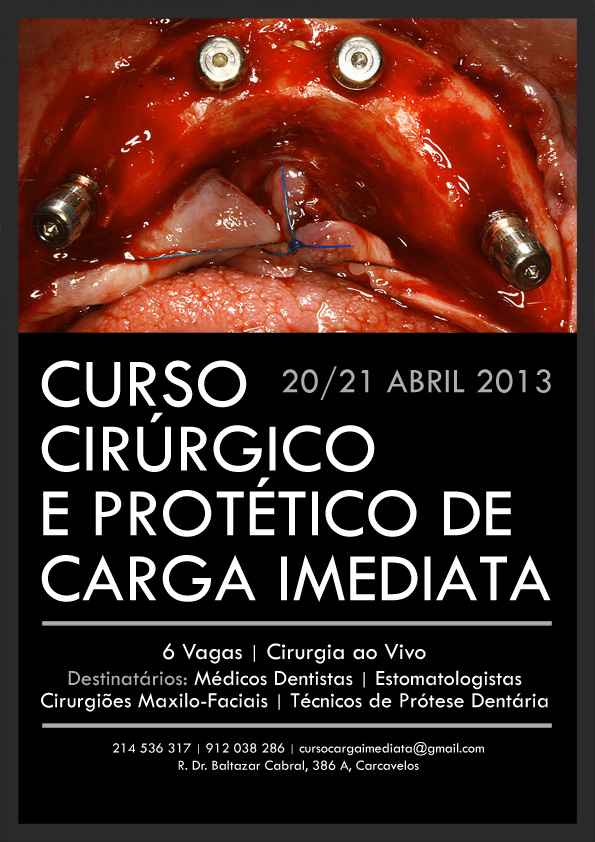 CURSO 20/21 ABRIL 2013
CIRÚRGICO
E PROTÉTICO DE
CARGA IMEDIATA
6 Vagas | Cirurgia ao Vivo
Destinatários: Médicos Dentistas | Estomatologistas
Cirurgiões Maxilo-Faciais | Técnicos de Prótese Dentária
214 536 317 | 912 038 286 | cursocargaimediata@gmail.com
R. Dr. Baltazar Cabral, 386 A, Carcavelos